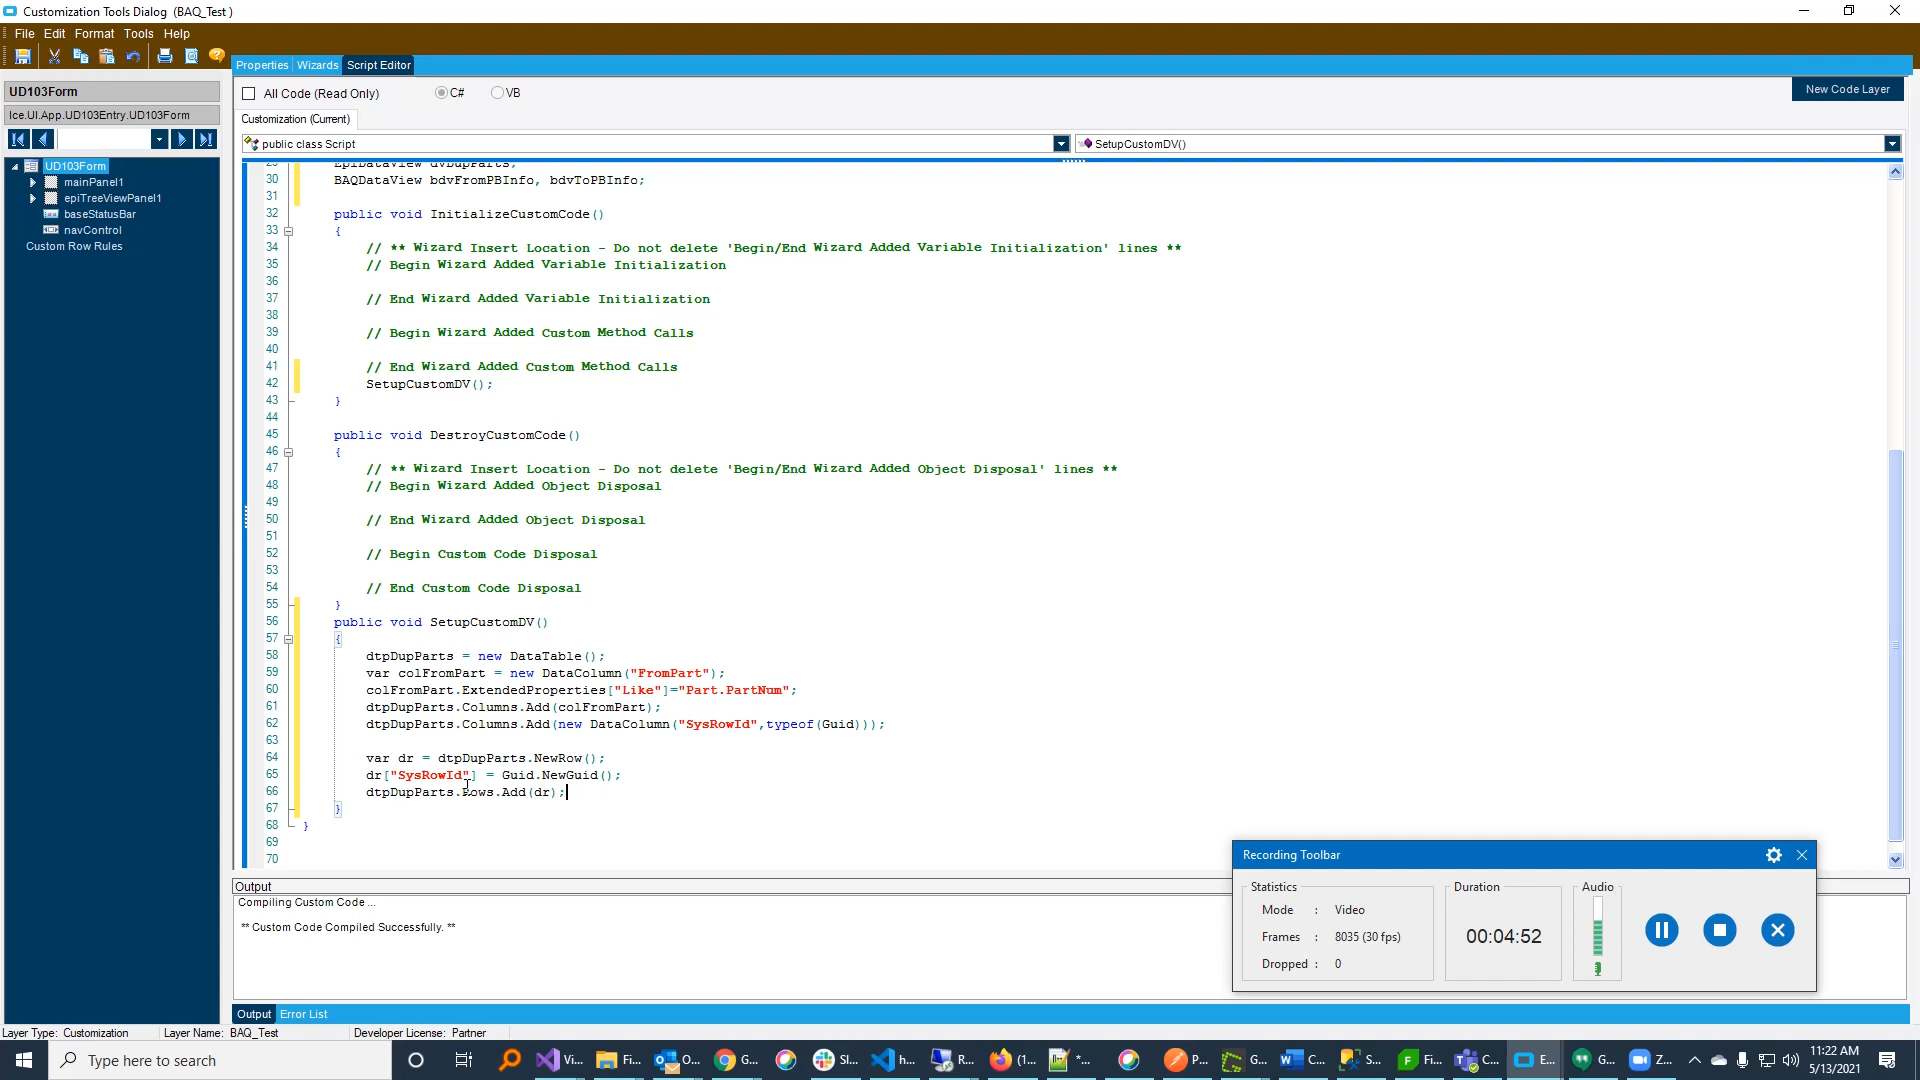 Customization Tools Dialog  (BAQ_Test )
File Edit Format Tools Help
Properties Wizards Script Editor
UD103Form
Ice.UI.App.UD103Entry.UD103Form
All Code (Read Only) C# VB
New Code Layer
Customization (Current)
public class Script
SetupCustomDV()
UD103Form
mainPanel1
epiTreeViewPanel1
baseStatusBar
navControl
Custom Row Rules
29 EpiDataView dvDupParts;
30 BAQDataView bdvFromPBInfo, bdvToPBInfo;
31
32 public void InitializeCustomCode()
33 {
34 // ** Wizard Insert Location - Do not delete 'Begin/End Wizard Added Variable Initialization' lines **
35 // Begin Wizard Added Variable Initialization
36
37 // End Wizard Added Variable Initialization
38
39 // Begin Wizard Added Custom Method Calls
40
41 // End Wizard Added Custom Method Calls
42 SetupCustomDV();
43 }
44
45 public void DestroyCustomCode()
46 {
47 // ** Wizard Insert Location - Do not delete 'Begin/End Wizard Added Object Disposal' lines **
48 // Begin Wizard Added Object Disposal
49
50 // End Wizard Added Object Disposal
51
52 // Begin Custom Code Disposal
53
54 // End Custom Code Disposal
55 }
56 public void SetupCustomDV()
57 {
58 dtpDupParts = new DataTable();
59 var colFromPart = new DataColumn("FromPart");
60 colFromPart.ExtendedProperties["Like"]="Part.PartNum";
61 dtpDupParts.Columns.Add(colFromPart);
62 dtpDupParts.Columns.Add(new DataColumn("SysRowId",typeof(Guid)));
63
64 var dr = dtpDupParts.NewRow();
65 dr["SysRowId"] = Guid.NewGuid();
66 dtpDupParts.Rows.Add(dr);
67 }
68 }
69
70
Output
Compiling Custom Code ...
** Custom Code Compiled Successfully. **
Recording Toolbar
Statistics
Mode : Video
Frames : 8035 (30 fps)
Dropped : 0
Duration
00:04:52
Audio
Output Error List
Layer Type: Customization Layer Name: BAQ_Test Developer License: Partner
Type here to search
Vi... Fi... O... G... Sl... h... R... (1... *... P... G... C... S... Fi... C... E... G... Z...
11:22 AM
5/13/2021